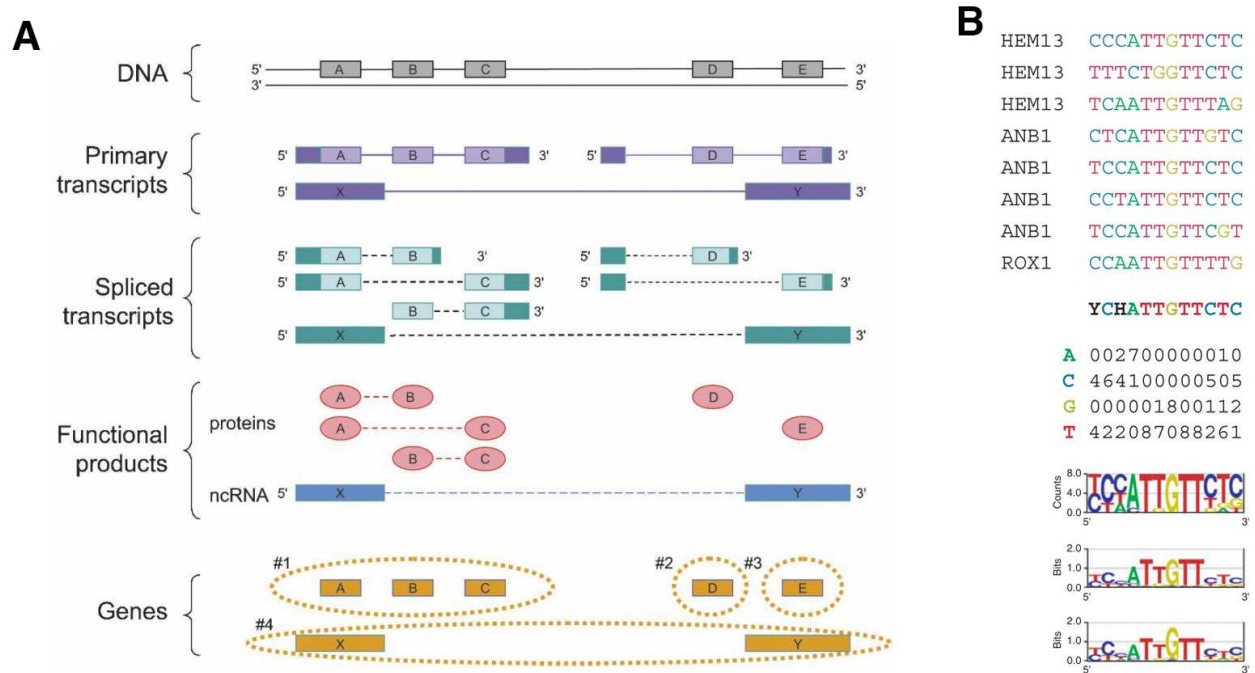 A
DNA
5' A B C D E 3'
3' 5'
Primary
transcripts
5' A B C 3' 5' D E 3'
5' X Y 3'
Spliced
transcripts
5' A B 3' 5' D 3'
5' A C 3' 5' E 3'
B C 3'
5' X Y 3'
Functional
products
proteins
A B D
A C E
B C
ncRNA 5' X Y 3'
Genes
#1 A B C #2 D #3 E
#4 X Y
B
HEM13 CCCATTGTTCTC
HEM13 TTTCTGGTTCTC
HEM13 TCAATTGTTTAG
ANB1 CTCATTGTTGTC
ANB1 TCCATTGTTCTC
ANB1 CCTATTGTTCTC
ANB1 TCCATTGTTCGT
ROX1 CCAATTGTTTTG
YCHATTGTTCTC
A 002700000010
C 464100000505
G 000001800112
T 422087088261
Counts 8.0 4.0 0.0
5' 3'
Bits 2.0 1.0 0.0
5' 3'
Bits 2.0 1.0 0.0
5' 3'